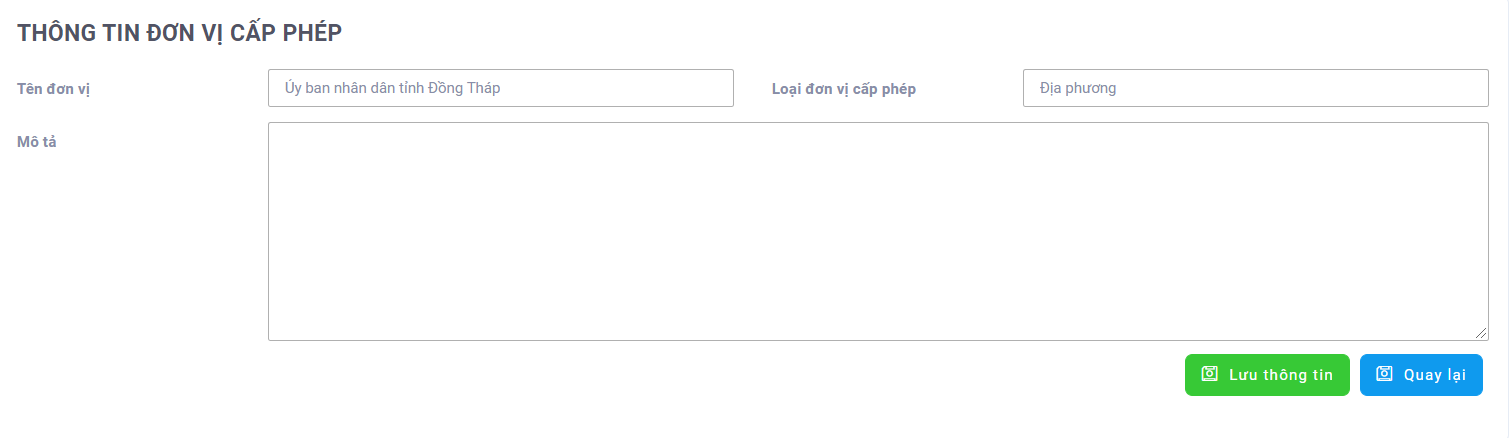 THÔNG TIN ĐƠN VỊ CẤP PHÉP
Tên đơn vị
Ủy ban nhân dân tỉnh Đồng Tháp
Loại đơn vị cấp phép
Địa phương
Mô tả
Lưu thông tin
Quay lại